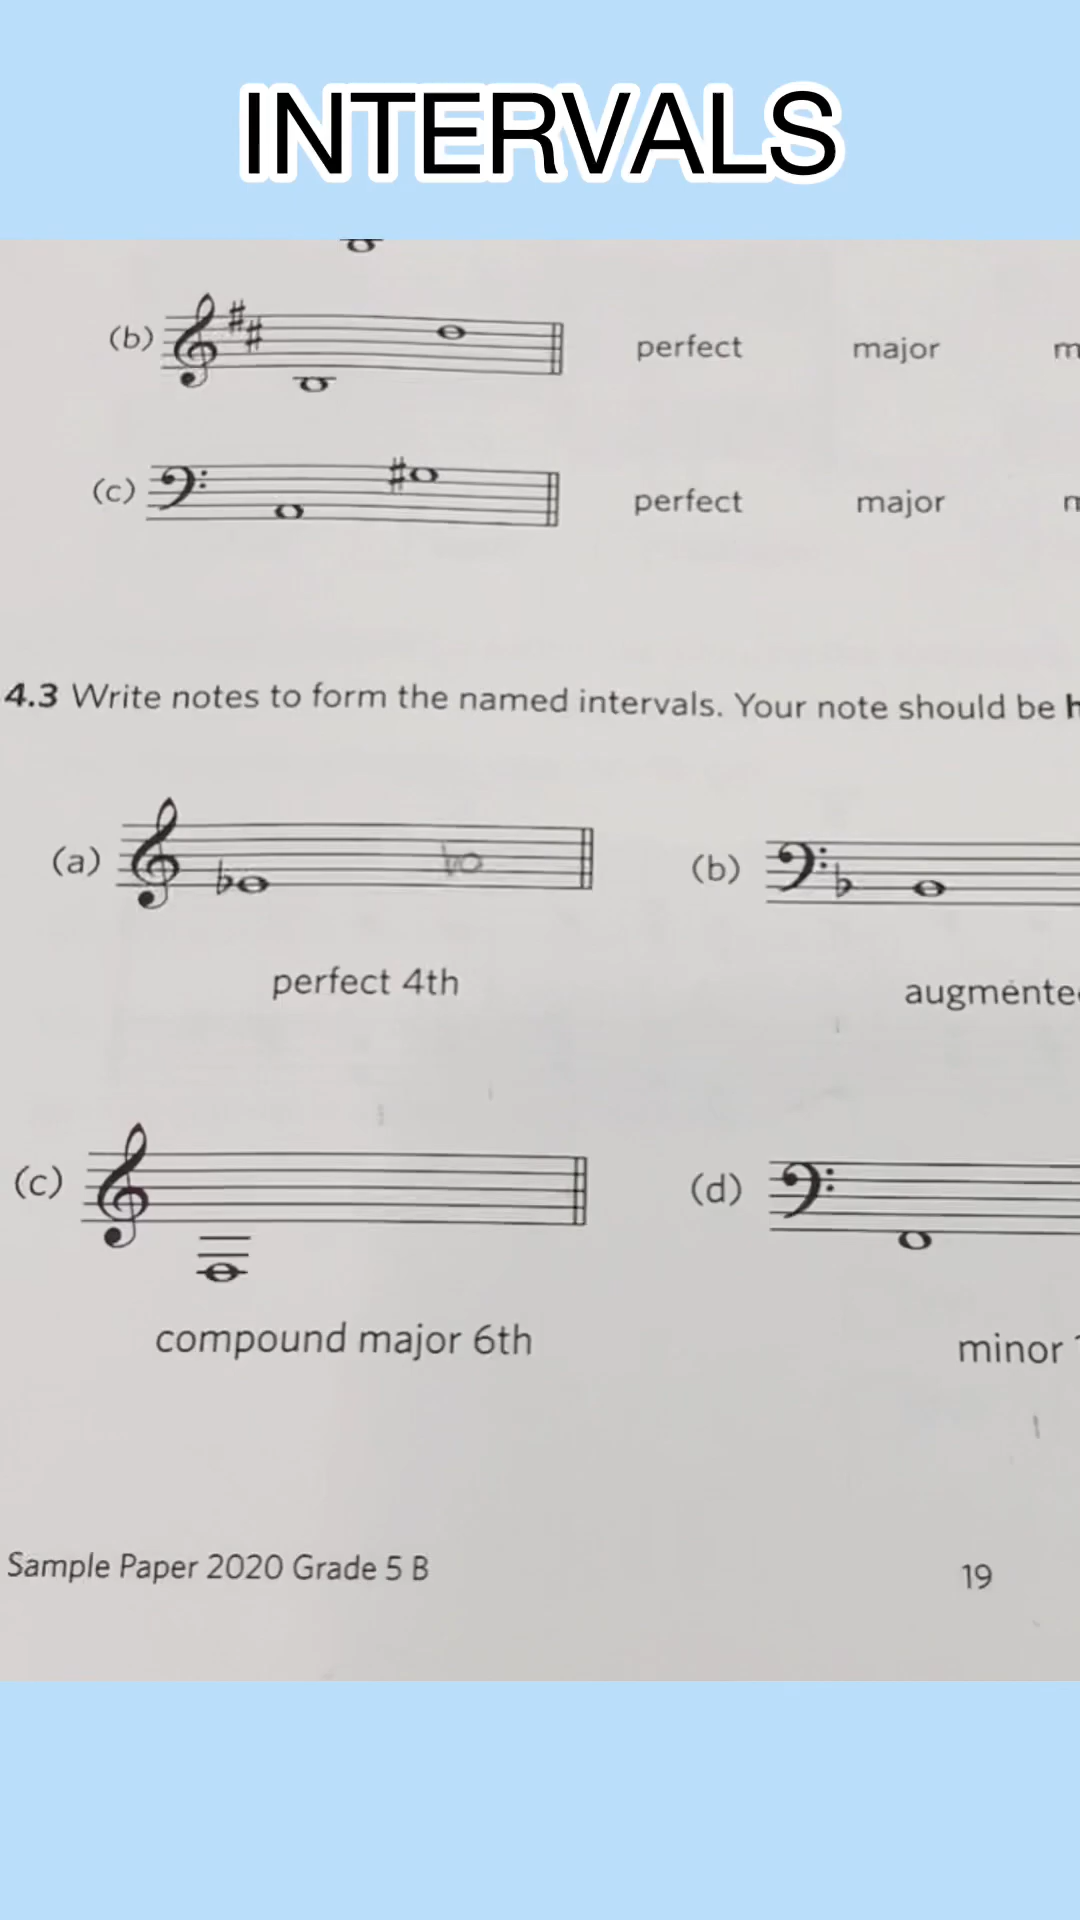 INTERVALS
(b) perfect major
(c) perfect major
4.3 Write notes to form the named intervals. Your note should be
(a) (b)
perfect 4th
(c) (d)
compound major 6th minor
Sample Paper 2020 Grade 5 B 19